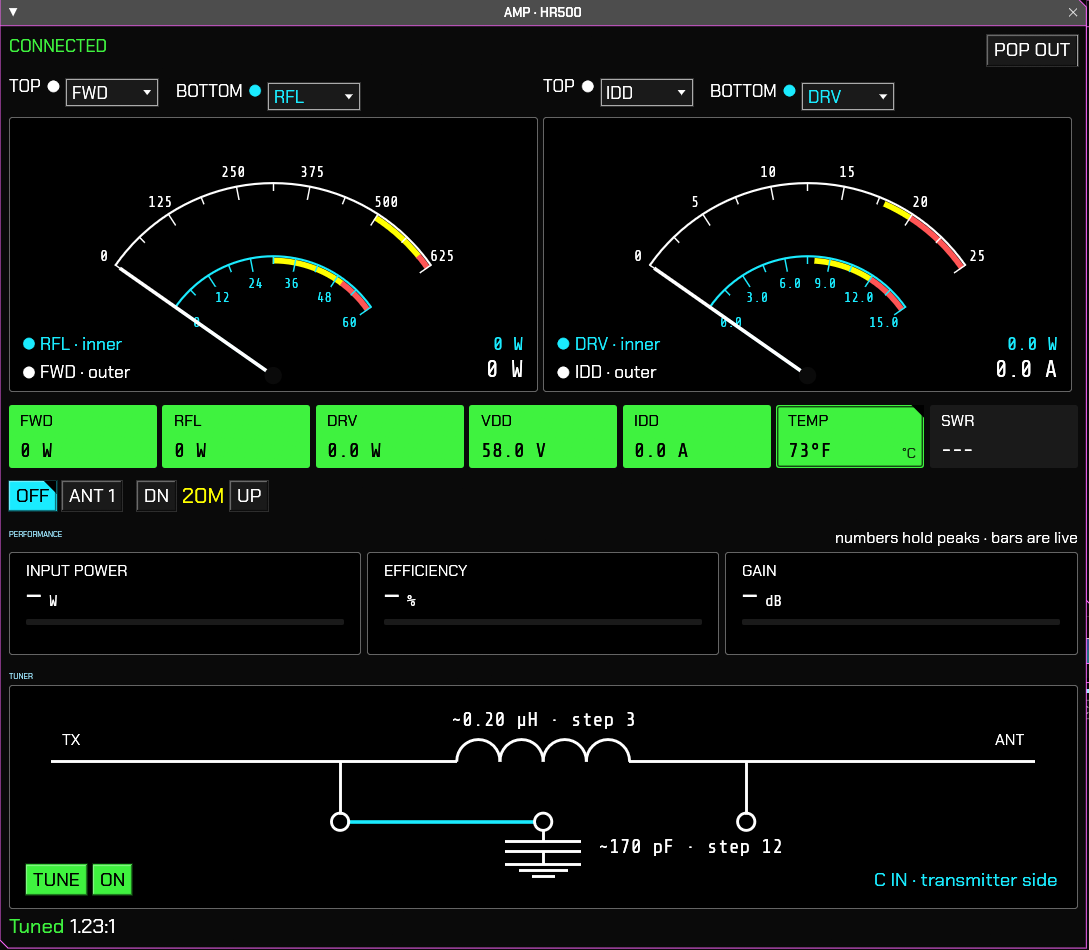 ▼ AMP · HR500 ×
CONNECTED
POP OUT
TOP FWD BOTTOM RFL
TOP IDD BOTTOM DRV
0 125 250 375 500 625
0 12 24 36 48 60
RFL · inner 0 W
FWD · outer 0 W
0 5 10 15 20 25
0.0 3.0 6.0 9.0 12.0 15.0
DRV · inner 0.0 W
IDD · outer 0.0 A
FWD RFL DRV VDD IDD TEMP SWR
0 W 0 W 0.0 W 58.0 V 0.0 A 73°F °C ---
OFF ANT 1 DN 20M UP
PERFORMANCE
numbers hold peaks · bars are live
INPUT POWER EFFICIENCY GAIN
— W — % — dB
TUNER
~0.20 µH · step 3
TX ANT
~170 pF · step 12
TUNE ON
C IN · transmitter side
Tuned 1.23:1